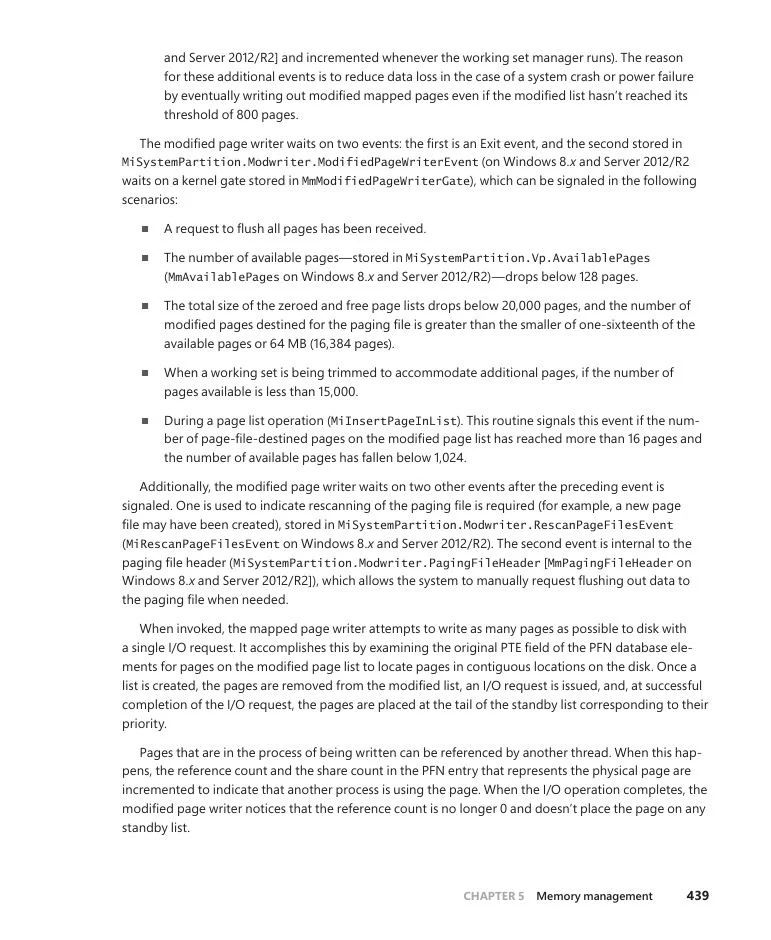 and Server 2012/R2] and incremented whenever the working set manager runs). The reason
for these additional events is to reduce data loss in the case of a system crash or power failure
by eventually writing out modified mapped pages even if the modified list hasn’t reached its
threshold of 800 pages.
The modified page writer waits on two events: the first is an Exit event, and the second stored in
MiSystemPartition.Modwriter.ModifiedPageWriterEvent (on Windows 8.x and Server 2012/R2
waits on a kernel gate stored in MmModifiedPageWriterGate), which can be signaled in the following
scenarios:
■ A request to flush all pages has been received.
■ The number of available pages—stored in MiSystemPartition.Vp.AvailablePages
(MmAvailablePages on Windows 8.x and Server 2012/R2)—drops below 128 pages.
■ The total size of the zeroed and free page lists drops below 20,000 pages, and the number of
modified pages destined for the paging file is greater than the smaller of one-sixteenth of the
available pages or 64 MB (16,384 pages).
■ When a working set is being trimmed to accommodate additional pages, if the number of
pages available is less than 15,000.
■ During a page list operation (MiInsertPageInList). This routine signals this event if the num-
ber of page-file-destined pages on the modified page list has reached more than 16 pages and
the number of available pages has fallen below 1,024.
Additionally, the modified page writer waits on two other events after the preceding event is
signaled. One is used to indicate rescanning of the paging file is required (for example, a new page
file may have been created), stored in MiSystemPartition.Modwriter.RescanPageFilesEvent
(MiRescanPageFilesEvent on Windows 8.x and Server 2012/R2). The second event is internal to the
paging file header (MiSystemPartition.Modwriter.PagingFileHeader [MmPagingFileHeader on
Windows 8.x and Server 2012/R2]), which allows the system to manually request flushing out data to
the paging file when needed.
When invoked, the mapped page writer attempts to write as many pages as possible to disk with
a single I/O request. It accomplishes this by examining the original PTE field of the PFN database ele-
ments for pages on the modified page list to locate pages in contiguous locations on the disk. Once a
list is created, the pages are removed from the modified list, an I/O request is issued, and, at successful
completion of the I/O request, the pages are placed at the tail of the standby list corresponding to their
priority.
Pages that are in the process of being written can be referenced by another thread. When this hap-
pens, the reference count and the share count in the PFN entry that represents the physical page are
incremented to indicate that another process is using the page. When the I/O operation completes, the
modified page writer notices that the reference count is no longer 0 and doesn’t place the page on any
standby list.
CHAPTER 5 Memory management 439